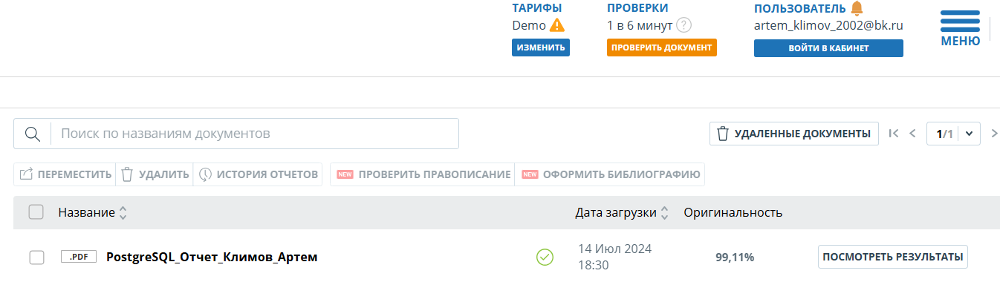 ТАРИФЫ
Demo
ИЗМЕНИТЬ
ПРОВЕРКИ
1 в 6 минут ?
ПРОВЕРИТЬ ДОКУМЕНТ
ПОЛЬЗОВАТЕЛЬ
artem_klimov_2002@bk.ru
ВОЙТИ В КАБИНЕТ
МЕНЮ
Поиск по названиям документов
УДАЛЕННЫЕ ДОКУМЕНТЫ
1/1
ПЕРЕМЕСТИТЬ УДАЛИТЬ ИСТОРИЯ ОТЧЕТОВ NEW ПРОВЕРИТЬ ПРАВОПИСАНИЕ NEW ОФОРМИТЬ БИБЛИОГРАФИЮ
Название Дата загрузки Оригинальность
.PDF PostgreSQL_Отчет_Климов_Артем
14 Июл 2024
18:30
99,11%
ПОСМОТРЕТЬ РЕЗУЛЬТАТЫ